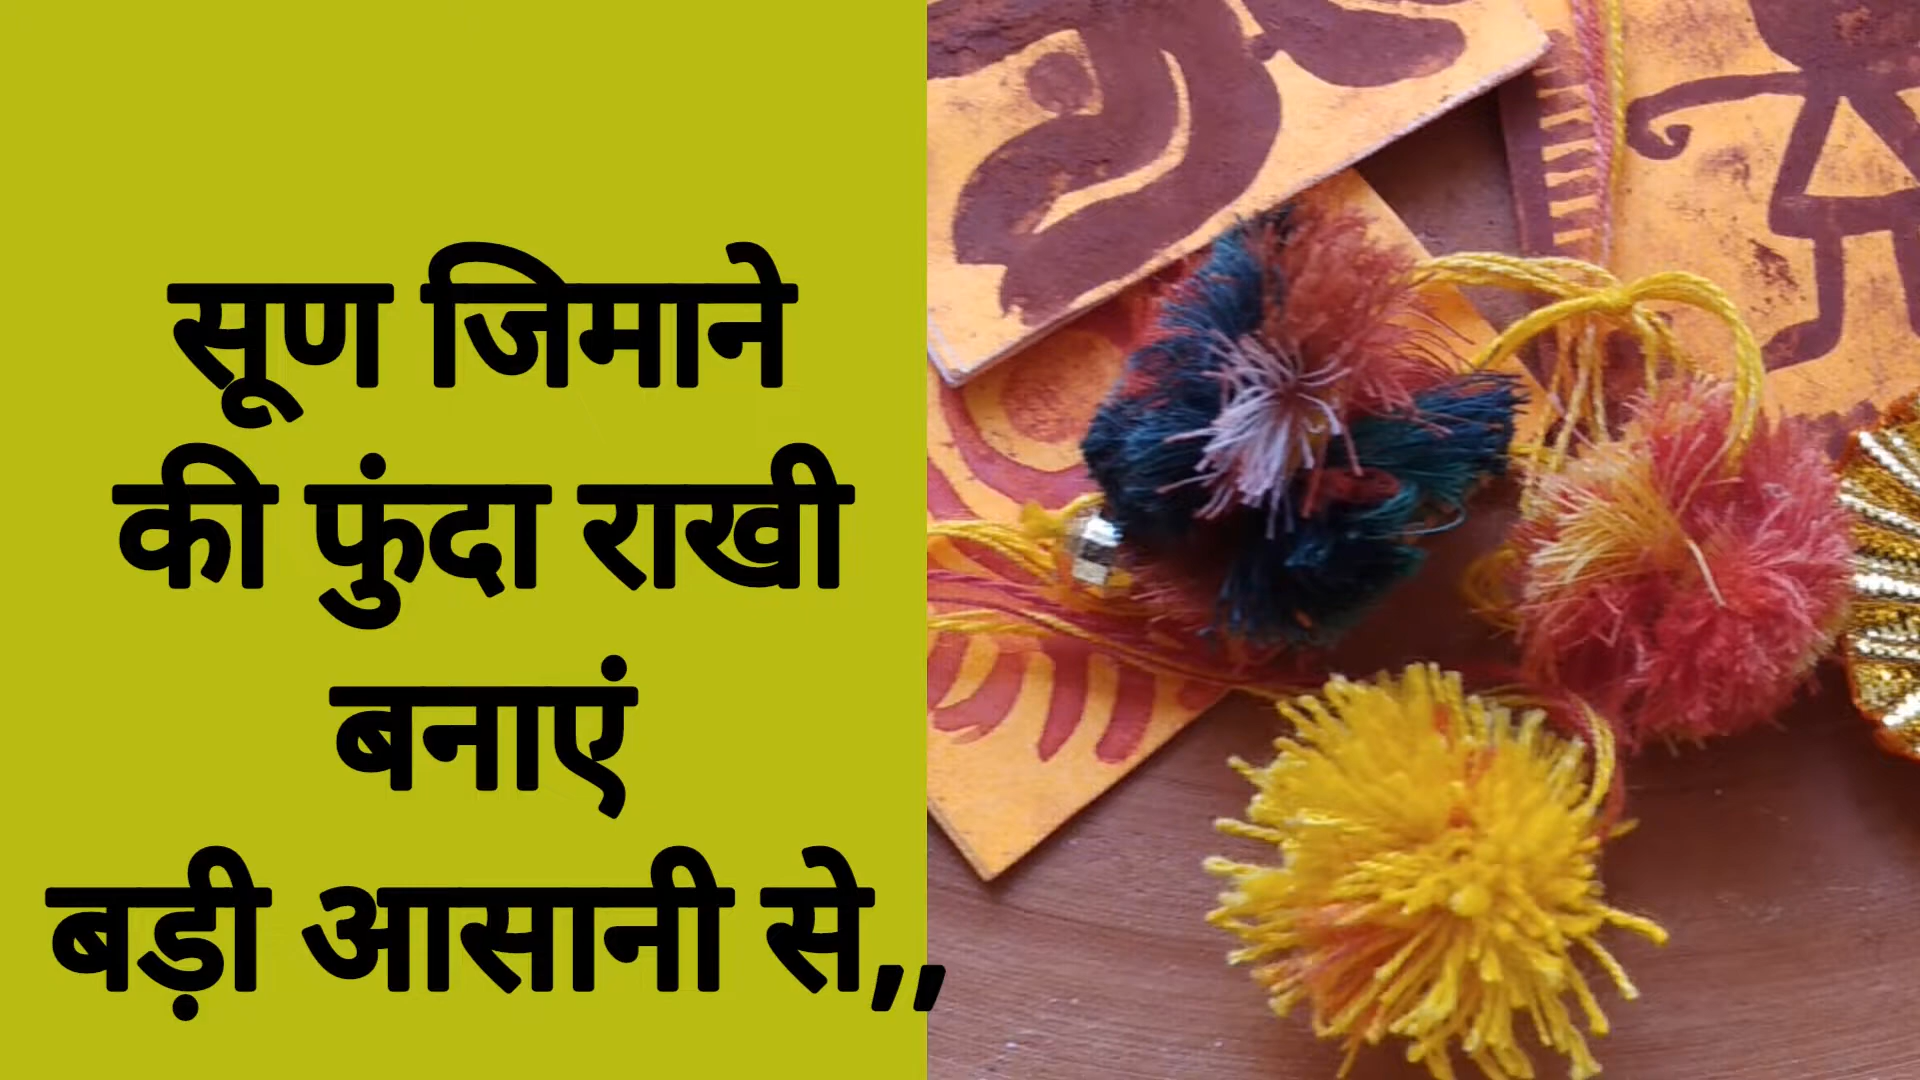 सूण जिमाने
की फुंदा राखी
बनाएं
बड़ी आसानी से,,